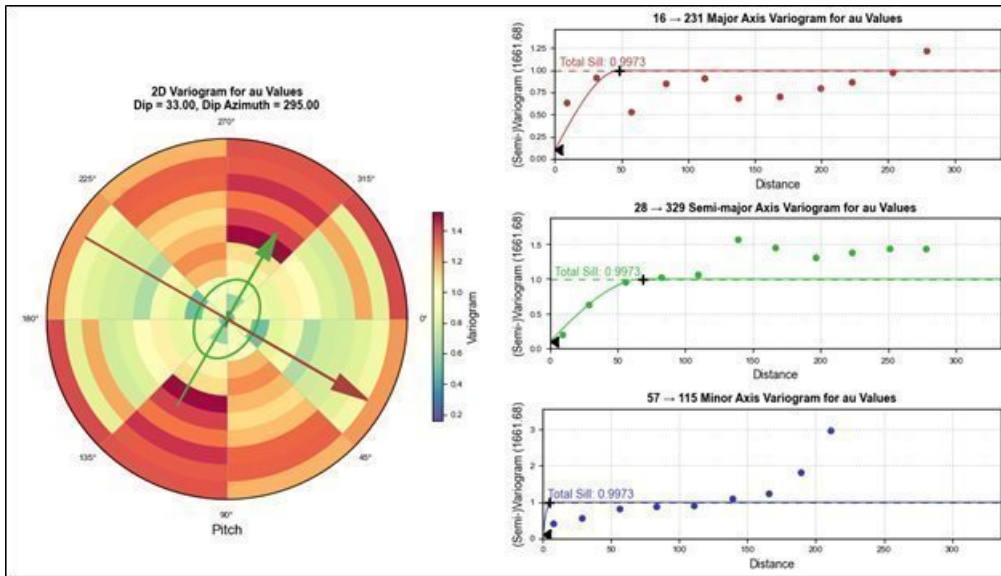 2D Variogram for au Values
Dip = 33.00, Dip Azimuth = 295.00
270°
225°
315°
180°
0°
135°
45°
90°
Pitch
1.4
1.2
1.0
0.8
0.6
0.4
0.2
Variogram
16 → 231 Major Axis Variogram for au Values
(Semi-)Variogram (1661.68)
1.25
1.00
0.75
0.50
0.25
0.00
Total Sill: 0.9973
0 50 100 150 200 250 300
Distance
28 → 329 Semi-major Axis Variogram for au Values
(Semi-)Variogram (1661.68)
1.5
1.0
0.5
0.0
Total Sill: 0.9973
0 50 100 150 200 250 300
Distance
57 → 115 Minor Axis Variogram for au Values
(Semi-)Variogram (1661.68)
3
2
1
0
Total Sill: 0.9973
0 50 100 150 200 250 300
Distance